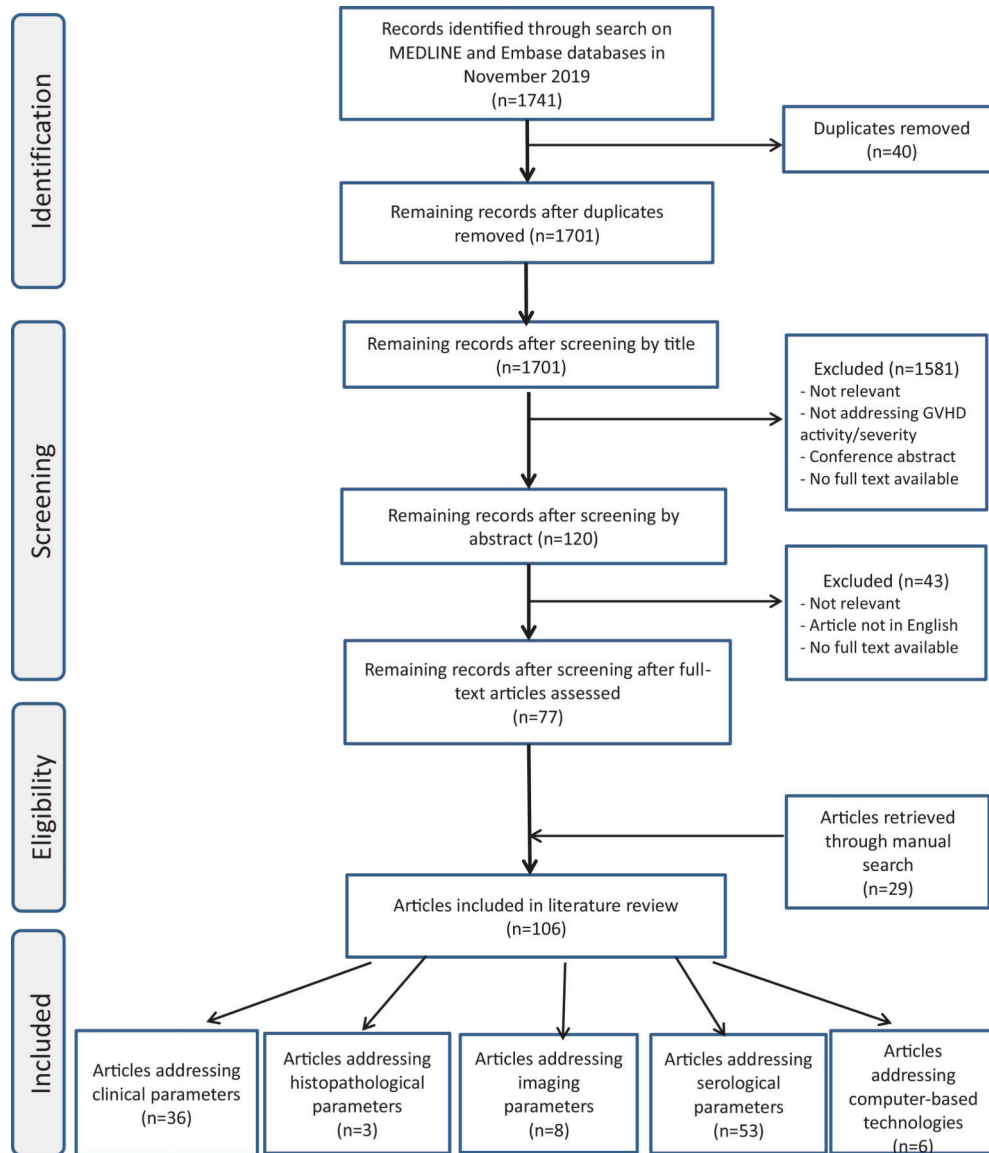 Identification
Records identified through search on
MEDLINE and Embase databases in
November 2019
(n=1741)
Duplicates removed
(n=40)
Remaining records after duplicates
removed (n=1701)
Screening
Remaining records after screening by title
(n=1701)
Excluded (n=1581)
- Not relevant
- Not addressing GVHD
activity/severity
- Conference abstract
- No full text available
Remaining records after screening by
abstract (n=120)
Excluded (n=43)
- Not relevant
- Article not in English
- No full text available
Remaining records after screening after full-
text articles assessed
(n=77)
Eligibility
Articles retrieved
through manual
search
(n=29)
Articles included in literature review
(n=106)
Included
Articles addressing
clinical parameters
(n=36)
Articles addressing
histopathological
parameters
(n=3)
Articles addressing
imaging parameters
(n=8)
Articles addressing
serological
parameters
(n=53)
Articles
addressing
computer-based
technologies
(n=6)